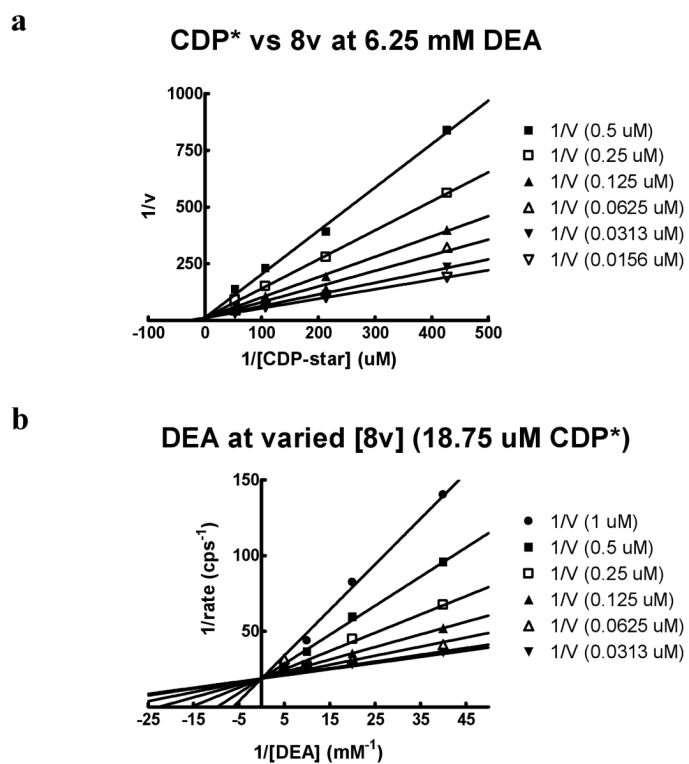 a
CDP* vs 8v at 6.25 mM DEA
1000
750
500
250
1/v
-100 0 100 200 300 400 500
1/[CDP-star] (uM)
1/V (0.5 uM)
1/V (0.25 uM)
1/V (0.125 uM)
1/V (0.0625 uM)
1/V (0.0313 uM)
1/V (0.0156 uM)
b
DEA at varied [8v] (18.75 uM CDP*)
150
100
50
1/rate (cps⁻¹)
-25 -15 -5 5 15 25 35 45
1/[DEA] (mM⁻¹)
1/V (1 uM)
1/V (0.5 uM)
1/V (0.25 uM)
1/V (0.125 uM)
1/V (0.0625 uM)
1/V (0.0313 uM)